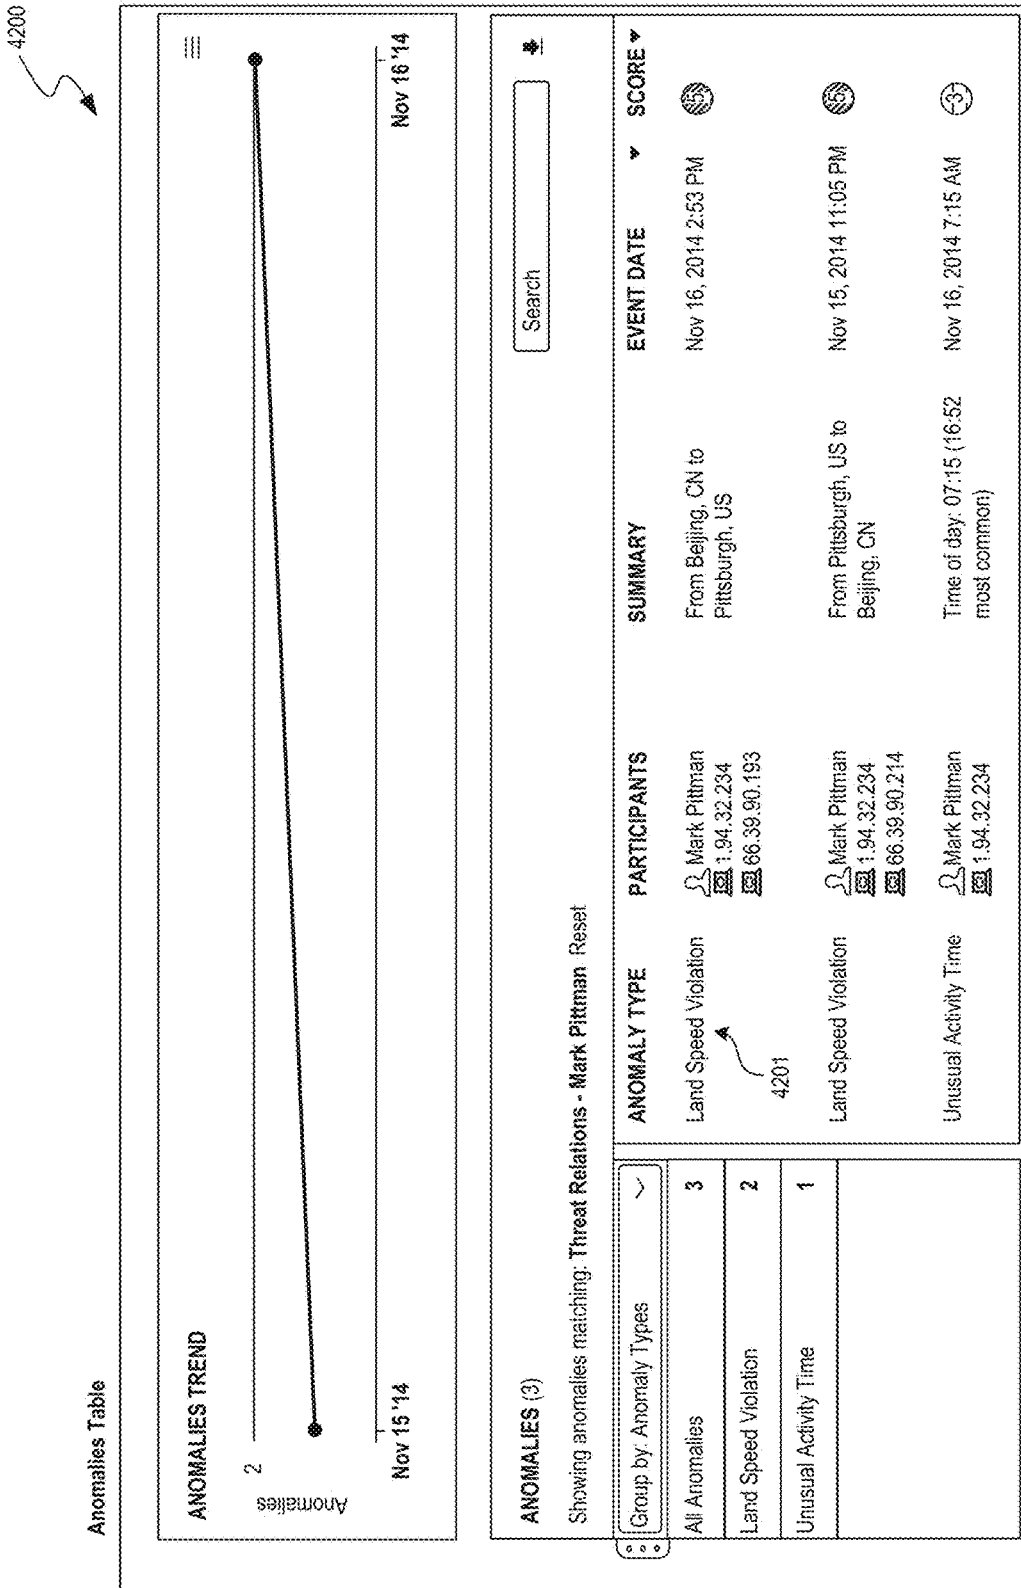 4200
Anomalies Table
ANOMALIES TREND
Anomalies
2
Nov 15 '14
Nov 16 '14
ANOMALIES (3)
Search
Showing anomalies matching: Threat Relations - Mark Pittman Reset
Group by: Anomaly Types
All Anomalies 3
Land Speed Violation 2
Unusual Activity Time 1
ANOMALY TYPE PARTICIPANTS SUMMARY EVENT DATE SCORE
Land Speed Violation Mark Pittman From Beijing, CN to Nov 16, 2014 2:53 PM 5
1.94.32.234 Pittsburgh, US
66.39.90.193
4201
Land Speed Violation Mark Pittman From Pittsburgh, US to Nov 15, 2014 11:05 PM 5
1.94.32.234 Beijing, CN
66.39.90.214
Unusual Activity Time Mark Pittman Time of day: 07:15 (16:52 Nov 16, 2014 7:15 AM 3
1.94.32.234 most common)